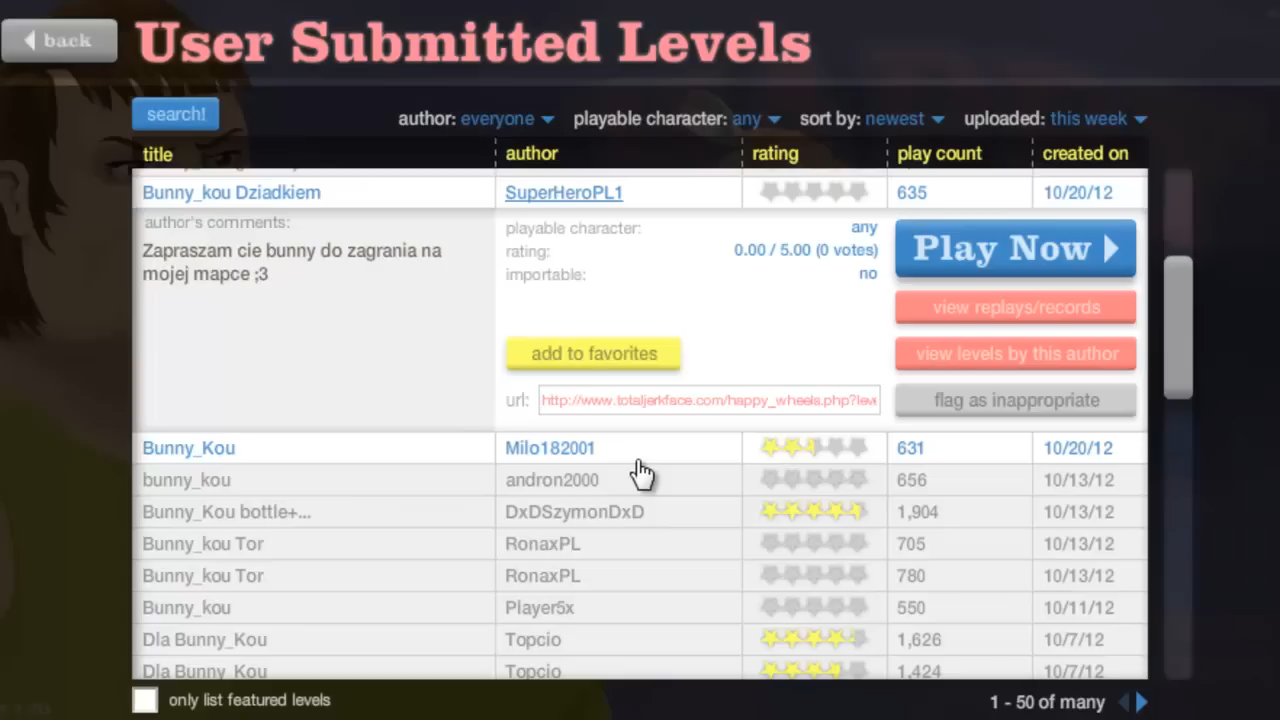 back
User Submitted Levels
search!
author: everyone playable character: any sort by: newest uploaded: this week
title author rating play count created on
Bunny_kou Dziadkiem SuperHeroPL1 635 10/20/12
author's comments:
Zapraszam cie bunny do zagrania na
mojej mapce ;3
playable character: any
rating: 0.00 / 5.00 (0 votes)
importable: no
Play Now
view replays/records
add to favorites
view levels by this author
url: http://www.totaljerkface.com/happy_wheels.php?leve
flag as inappropriate
Bunny_Kou Milo182001 631 10/20/12
bunny_kou andron2000 656 10/13/12
Bunny_Kou bottle+... DxDSzymonDxD 1,904 10/13/12
Bunny_kou Tor RonaxPL 705 10/13/12
Bunny_kou Tor RonaxPL 780 10/13/12
Bunny_kou Player5x 550 10/11/12
Dla Bunny_Kou Topcio 1,626 10/7/12
Dla Bunny_Kou Topcio 1,424 10/7/12
only list featured levels
1 - 50 of many